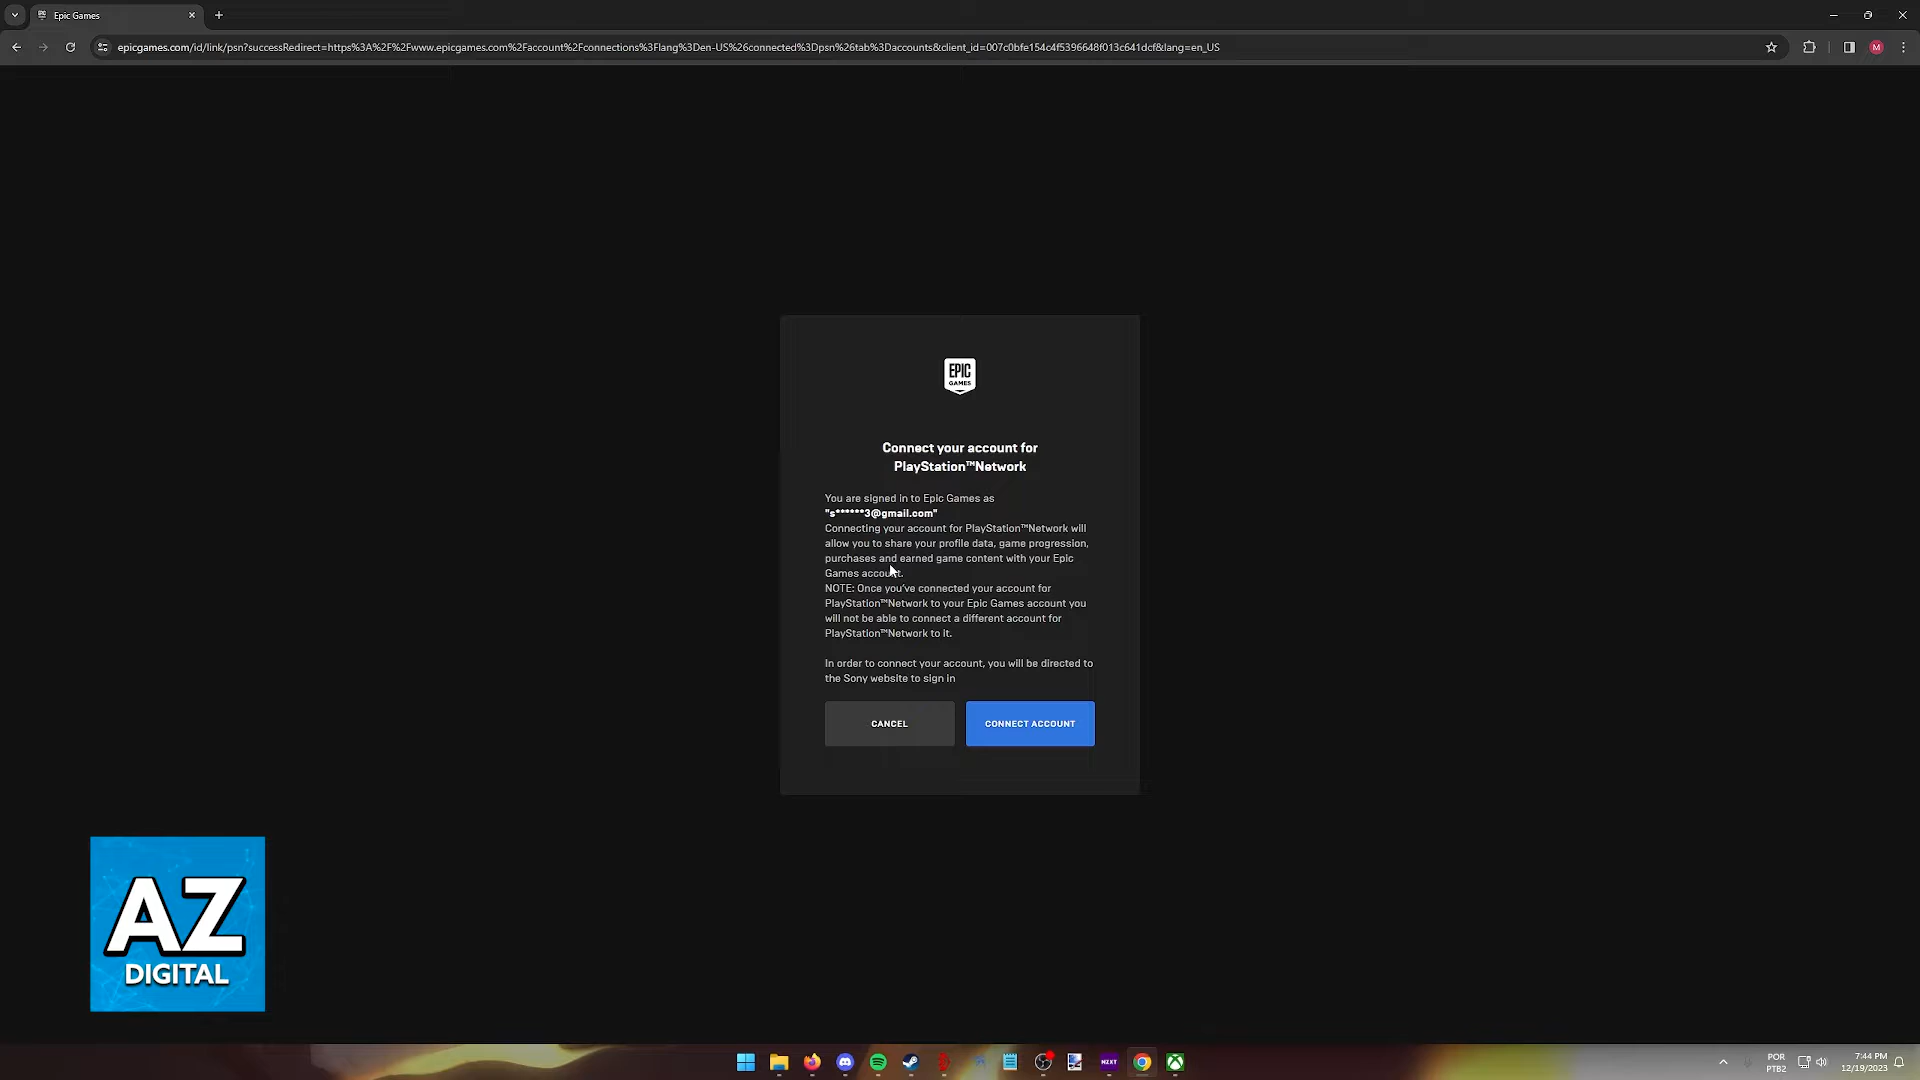 Epic Games
epicgames.com/id/link/psn?successRedirect=https%3A%2F%2Fwww.epicgames.com%2Faccount%2Fconnections%3Flang%3Den-US%26connected%3Dpsn%26tab%3Daccounts&client_id=007c0bfe154c4f5396648f013c641dcf&lang=en_US
M
EPIC
GAMES
Connect your account for
PlayStation™Network
You are signed in to Epic Games as
"s******3@gmail.com"
Connecting your account for PlayStation™Network will
allow you to share your profile data, game progression,
purchases and earned game content with your Epic
Games account.
NOTE: Once you've connected your account for
PlayStation™Network to your Epic Games account you
will not be able to connect a different account for
PlayStation™Network to it.
In order to connect your account, you will be directed to
the Sony website to sign in
CANCEL
CONNECT ACCOUNT
AZ
DIGITAL
NZXT
POR
PTB2
7:44 PM
12/19/2023